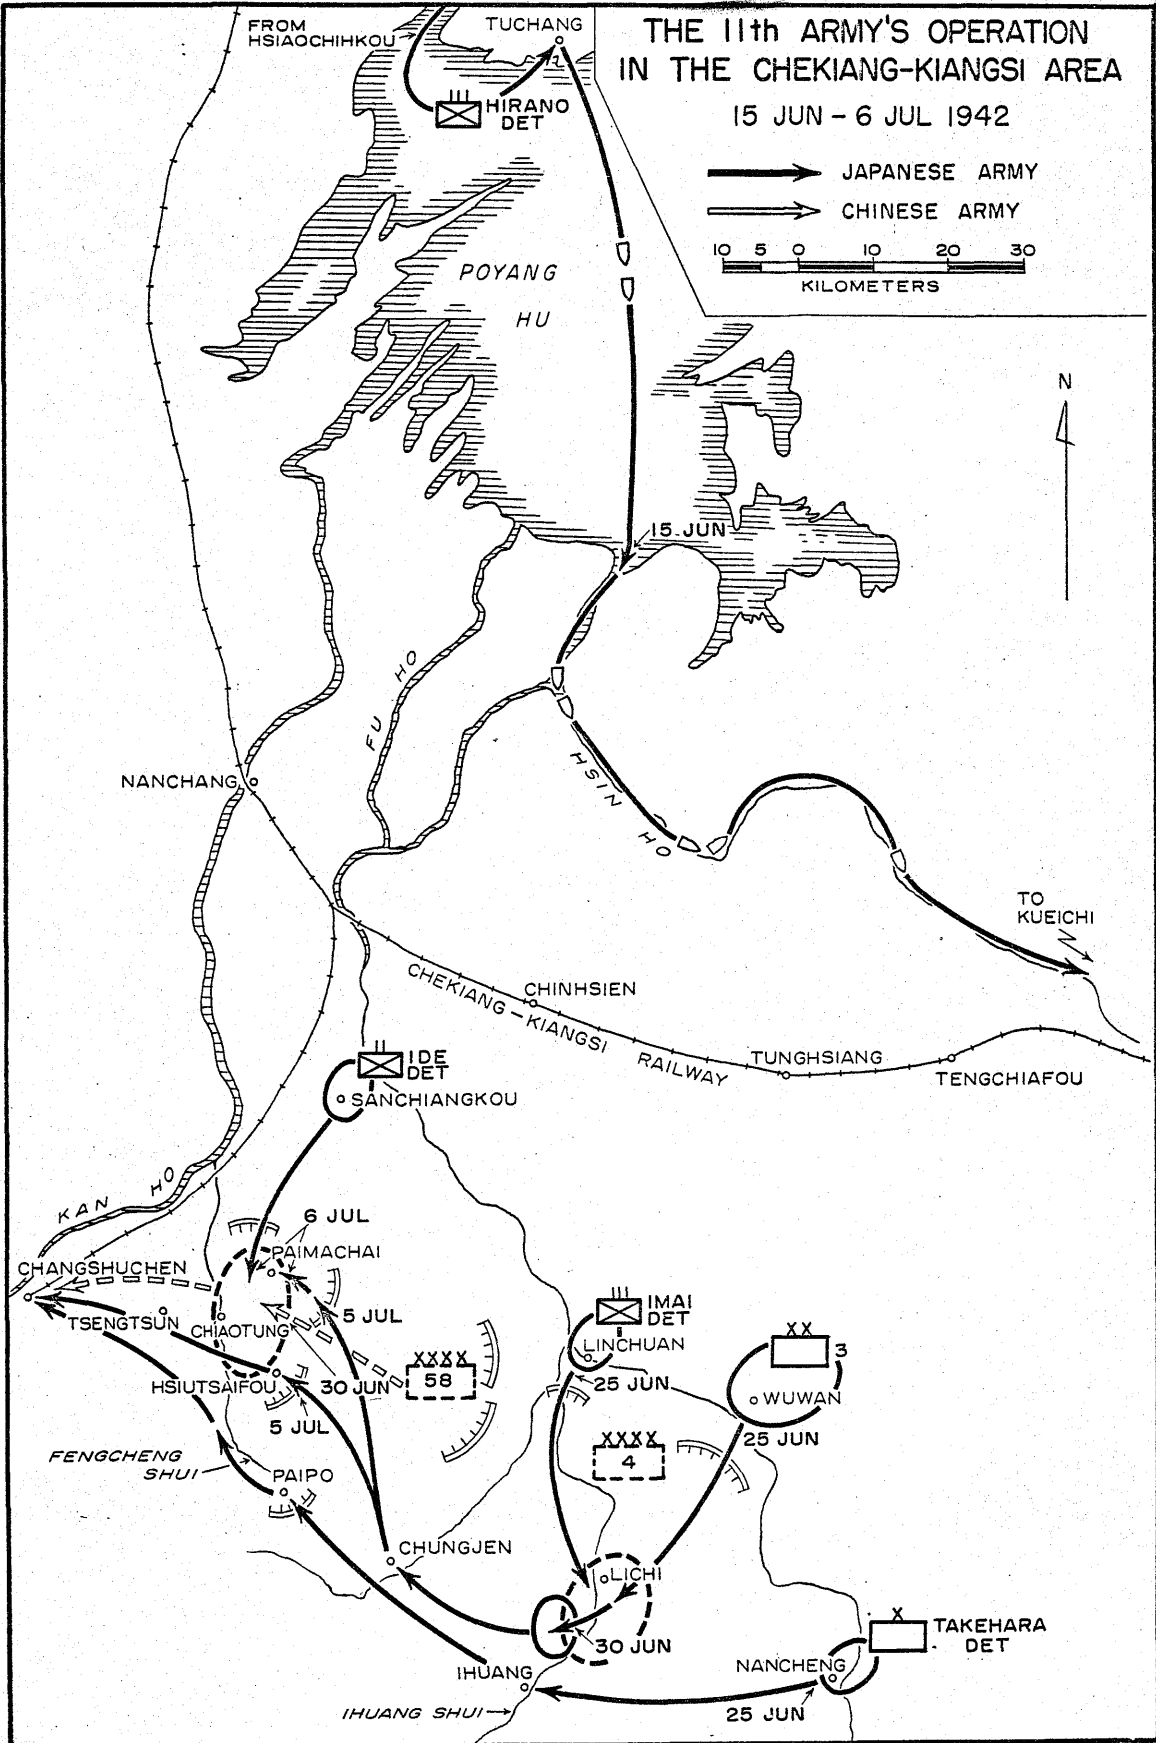 THE 11th ARMY'S OPERATION
IN THE CHEKIANG-KIANGSI AREA
15 JUN - 6 JUL 1942
JAPANESE ARMY
CHINESE ARMY
10 5 0 10 20 30
KILOMETERS
FROM
HSIAOCHIHKOU
TUCHANG
HIRANO
DET
POYANG
HU
N
15 JUN
FU HO
HSIN HO
NANCHANG
TO
KUEICHI
CHEKIANG-KIANGSI RAILWAY
CHINHSIEN
TUNGHSIANG
TENGCHIAFOU
IDE
DET
SANCHIANGKOU
KAN HO
6 JUL
PAIMACHAI
CHANGSHUCHEN
TSENGTSUN
CHIAOTUNG
5 JUL
HSIUTSAIFOU
30 JUN
XXXX
58
5 JUL
IMAI
DET
LINCHUAN
25 JUN
XX
3
WUWAN
25 JUN
XXXX
4
FENGCHENG
SHUI
PAIPO
CHUNGJEN
LICHI
30 JUN
X
TAKEHARA
DET
IHUANG
NANCHENG
IHUANG SHUI
25 JUN